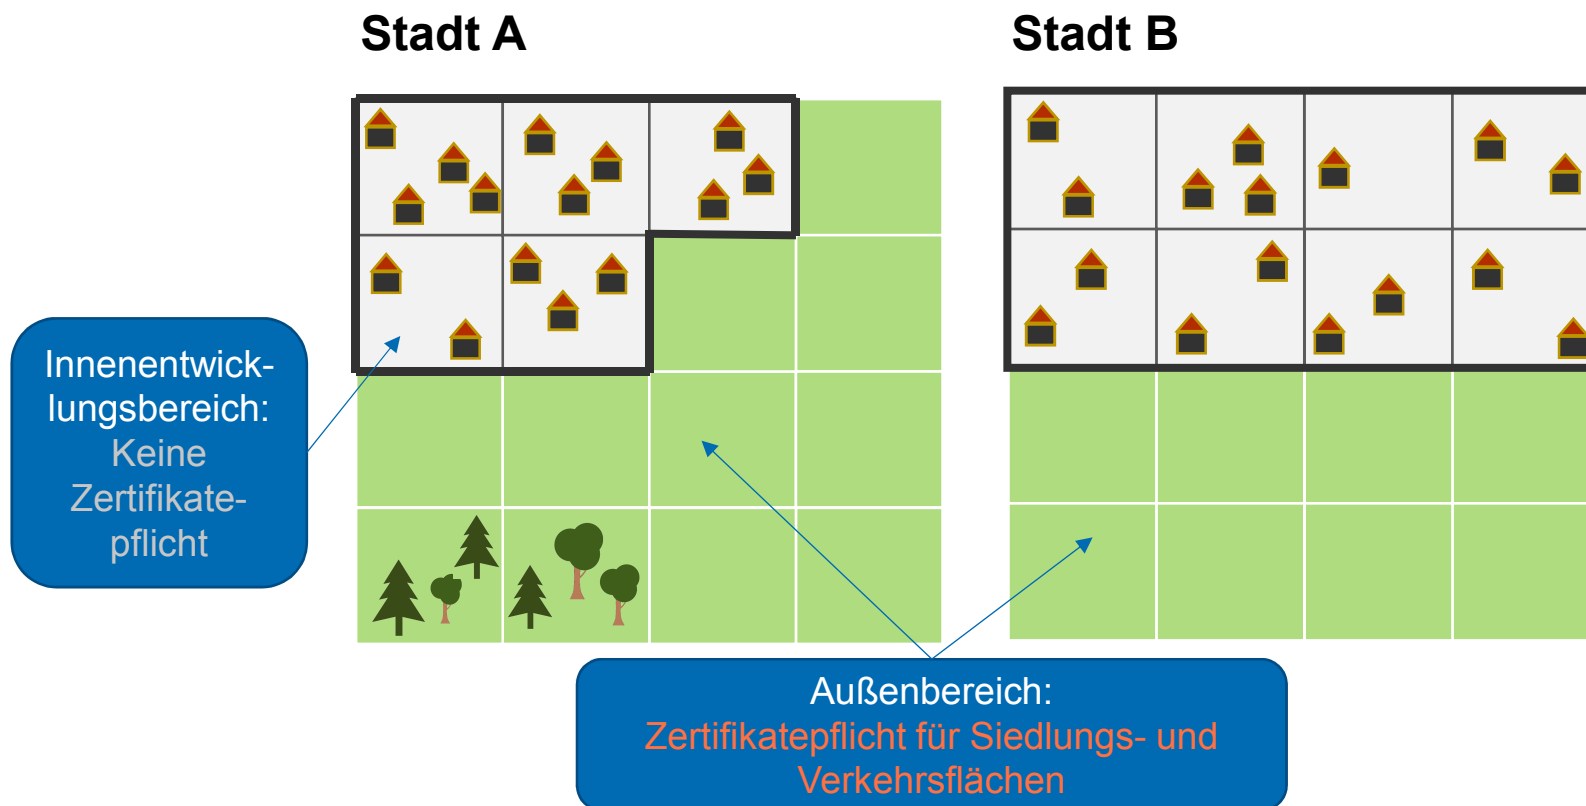 Stadt A
Stadt B
Innenentwick-
lungsbereich:
Keine
Zertifikate-
pflicht
Außenbereich:
Zertifikatepflicht für Siedlungs- und
Verkehrsflächen